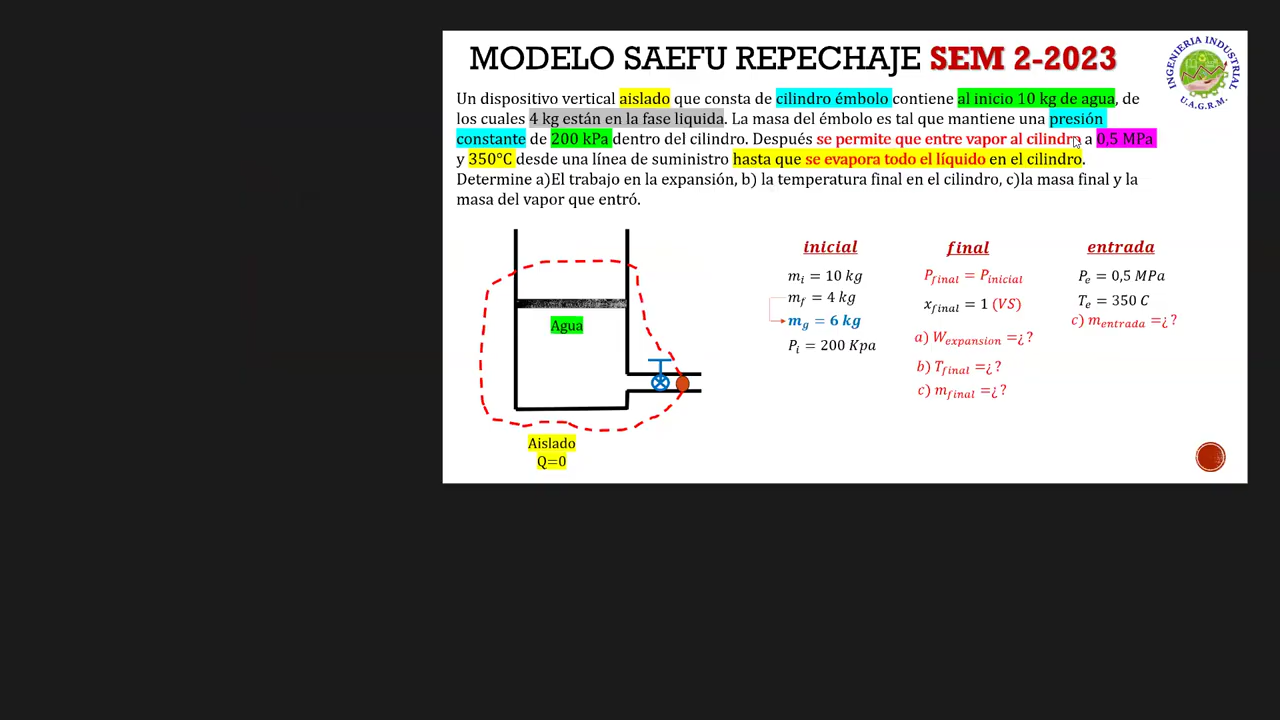 MODELO SAEFU REPECHAJE SEM 2-2023
INGENIERIA INDUSTRIAL
U.A.G.R.M.
Un dispositivo vertical aislado que consta de cilindro émbolo contiene al inicio 10 kg de agua, de
los cuales 4 kg están en la fase liquida. La masa del émbolo es tal que mantiene una presión
constante de 200 kPa dentro del cilindro. Después se permite que entre vapor al cilindro a 0,5 MPa
y 350°C desde una línea de suministro hasta que se evapora todo el líquido en el cilindro.
Determine a)El trabajo en la expansión, b) la temperatura final en el cilindro, c)la masa final y la
masa del vapor que entró.
Agua
Aislado
Q=0
inicial
m_i = 10 kg
m_f = 4 kg
m_g = 6 kg
P_i = 200 Kpa
final
P_final = P_inicial
x_final = 1 (VS)
a) W_expansion =¿?
b) T_final =¿?
c) m_final =¿?
entrada
P_e = 0,5 MPa
T_e = 350 C
c) m_entrada =¿?